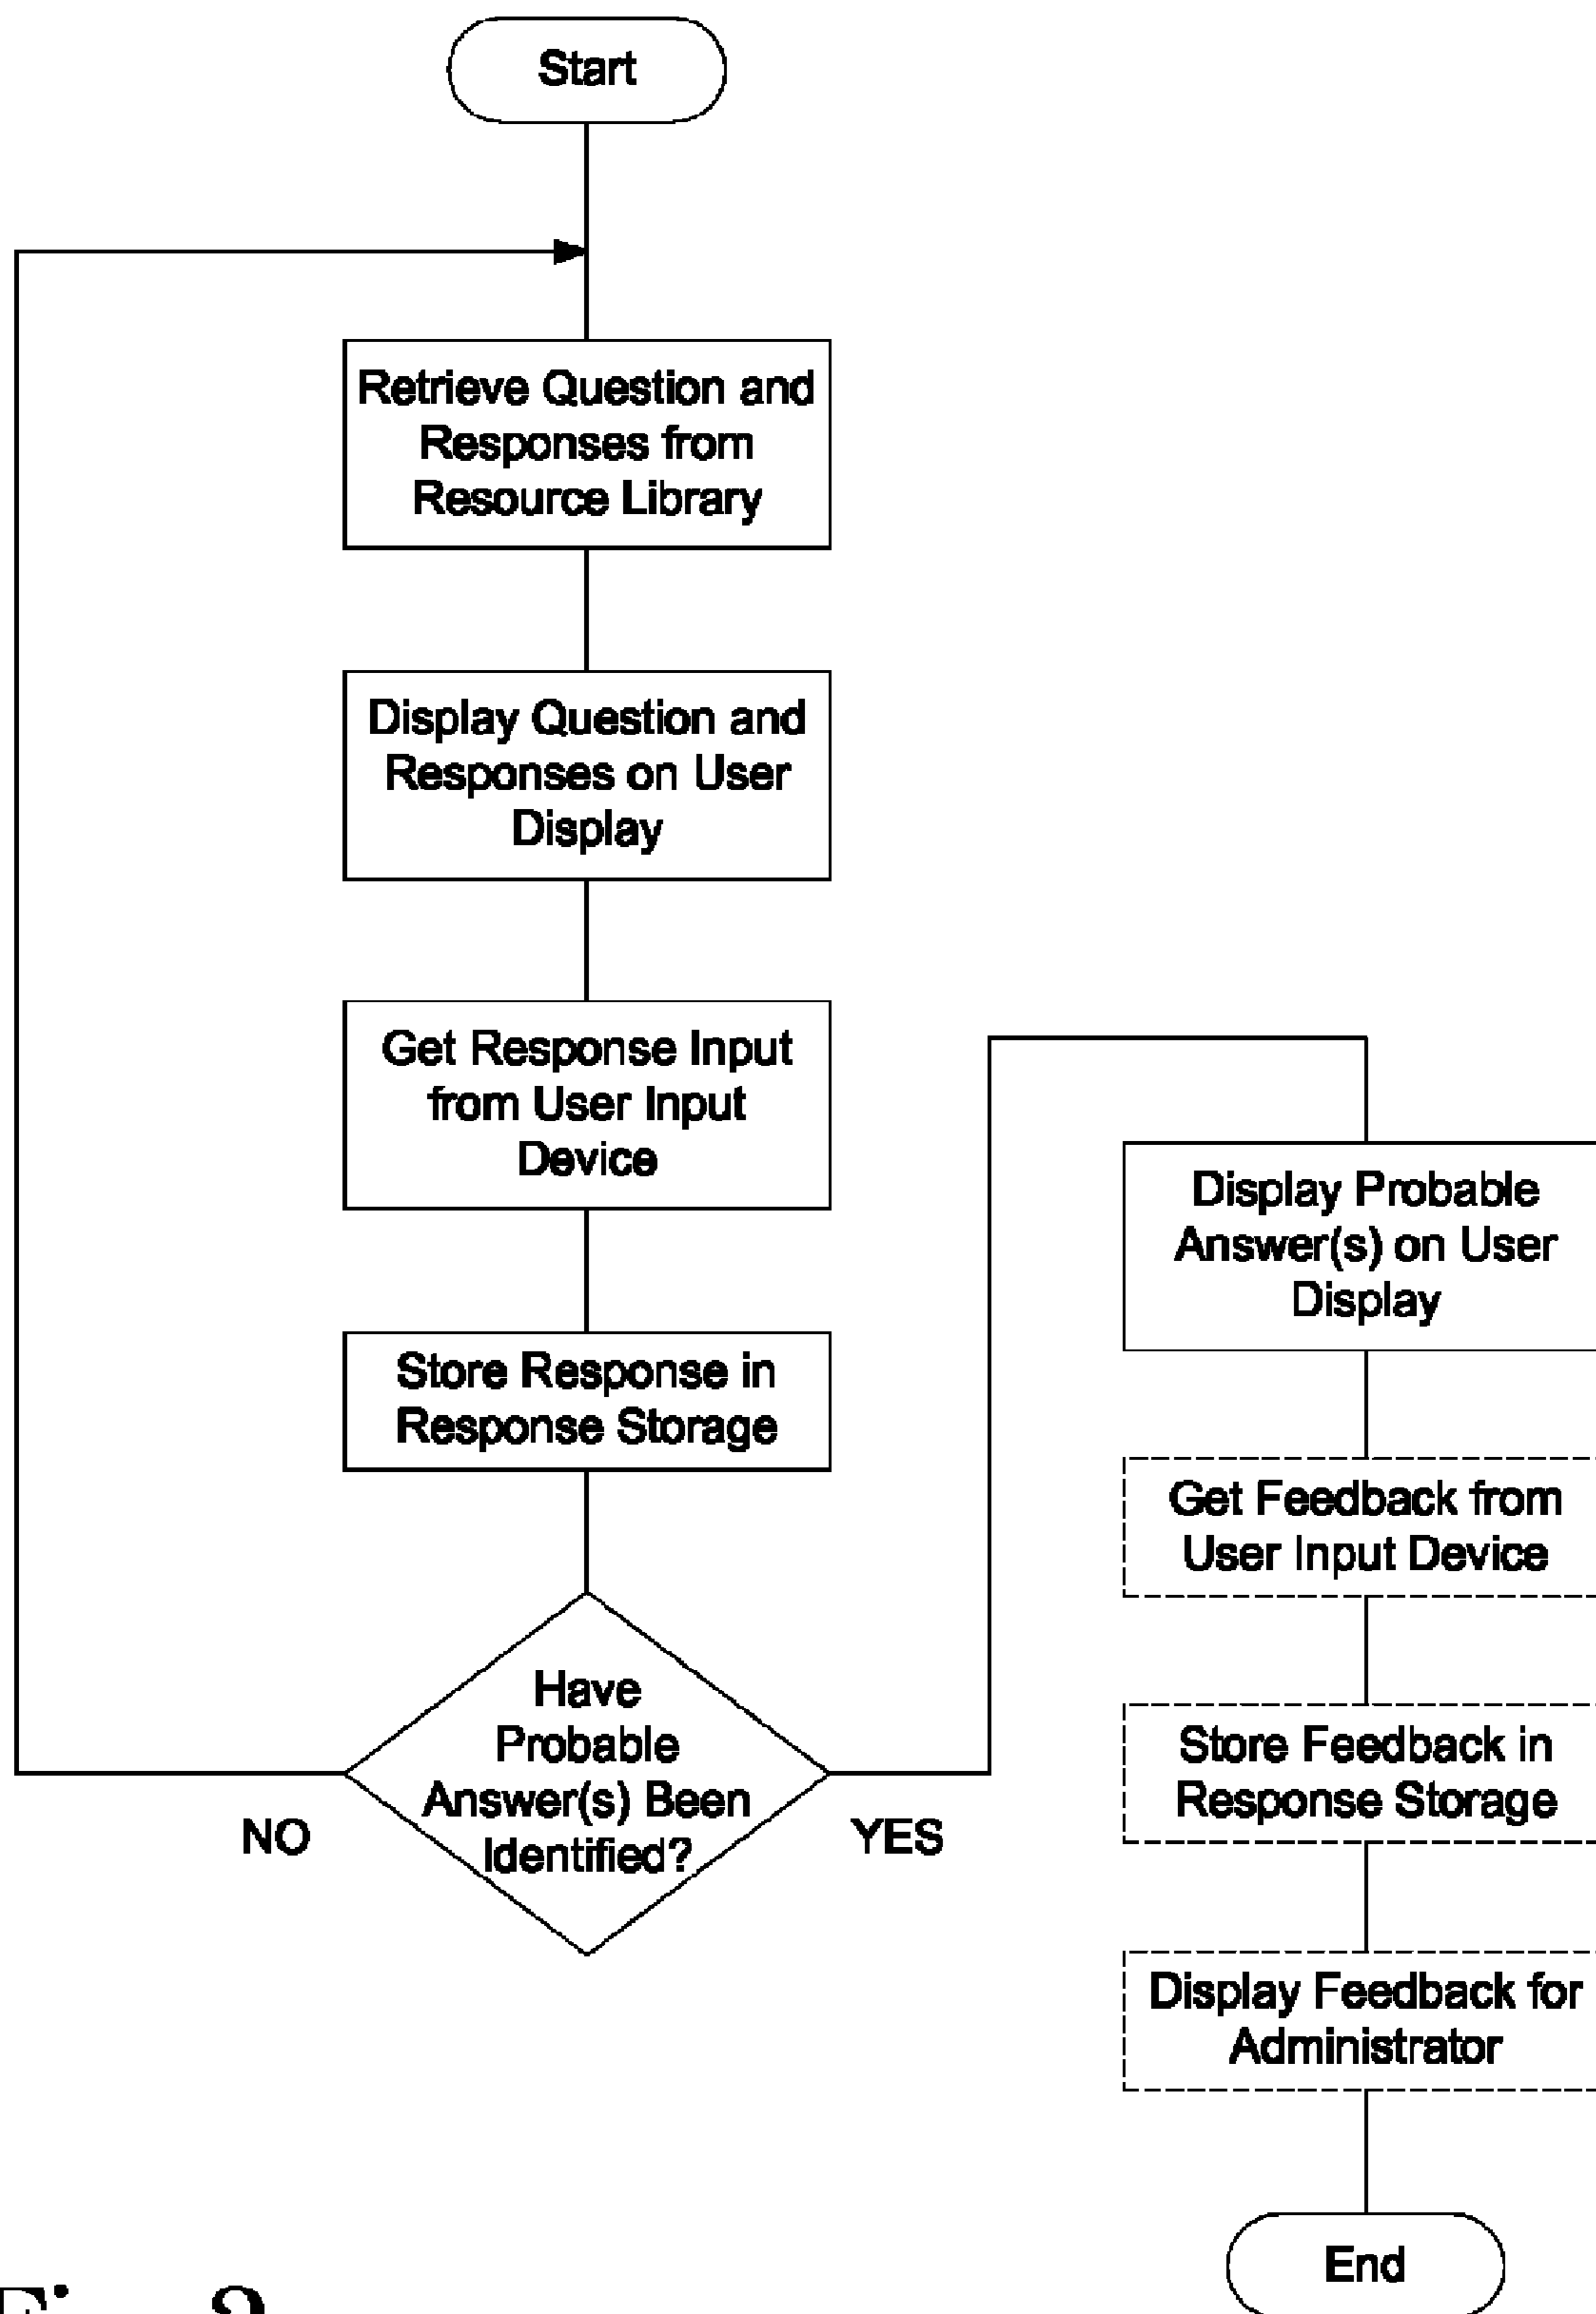 Start
Retrieve Question and
Responses from
Resource Library
Display Question and
Responses on User
Display
Get Response Input
from User Input
Device
Store Response in
Response Storage
Have
Probable
Answer(s) Been
Identified?
NO
YES
Display Probable
Answer(s) on User
Display
Get Feedback from
User Input Device
Store Feedback in
Response Storage
Display Feedback for
Administrator
End